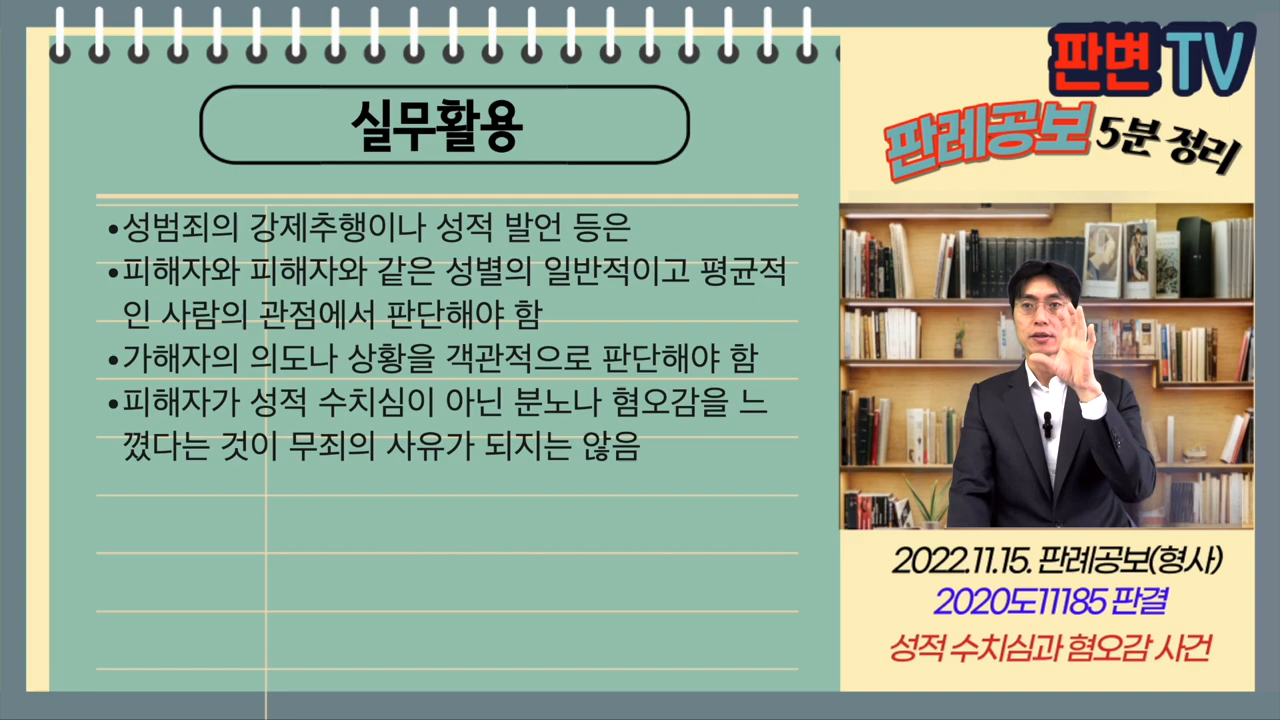 실무활용
•성범죄의 강제추행이나 성적 발언 등은
•피해자와 피해자와 같은 성별의 일반적이고 평균적
인 사람의 관점에서 판단해야 함
•가해자의 의도나 상황을 객관적으로 판단해야 함
•피해자가 성적 수치심이 아닌 분노나 혐오감을 느
꼈다는 것이 무죄의 사유가 되지는 않음
판변 TV
판례공보 5분 정리
2022.11.15. 판례공보(형사)
2020도11185 판결
성적 수치심과 혐오감 사건